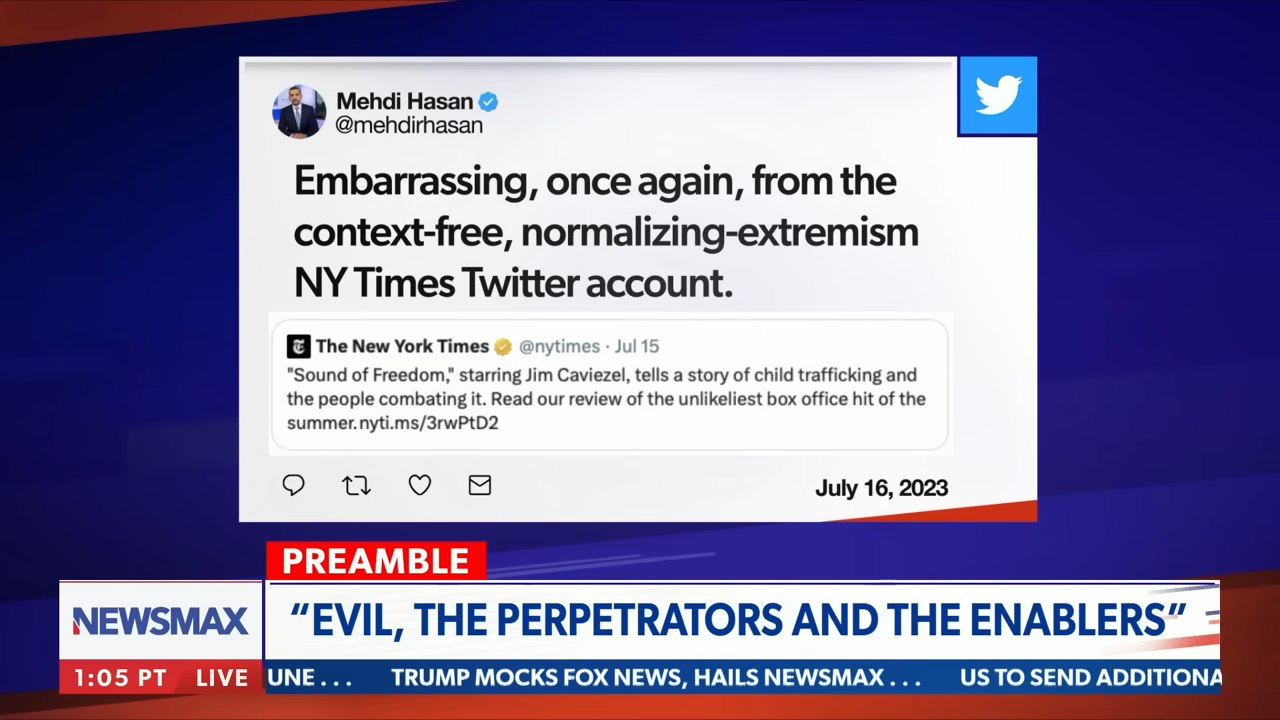 Mehdi Hasan
@mehdirhasan
Embarrassing, once again, from the
context-free, normalizing-extremism
NY Times Twitter account.
The New York Times @nytimes · Jul 15
"Sound of Freedom," starring Jim Caviezel, tells a story of child trafficking and
the people combating it. Read our review of the unlikeliest box office hit of the
summer. nyti.ms/3rwPtD2
July 16, 2023
PREAMBLE
NEWSMAX
“EVIL, THE PERPETRATORS AND THE ENABLERS”
1:05 PT LIVE
UNE . . . TRUMP MOCKS FOX NEWS, HAILS NEWSMAX . . . US TO SEND ADDITIONA